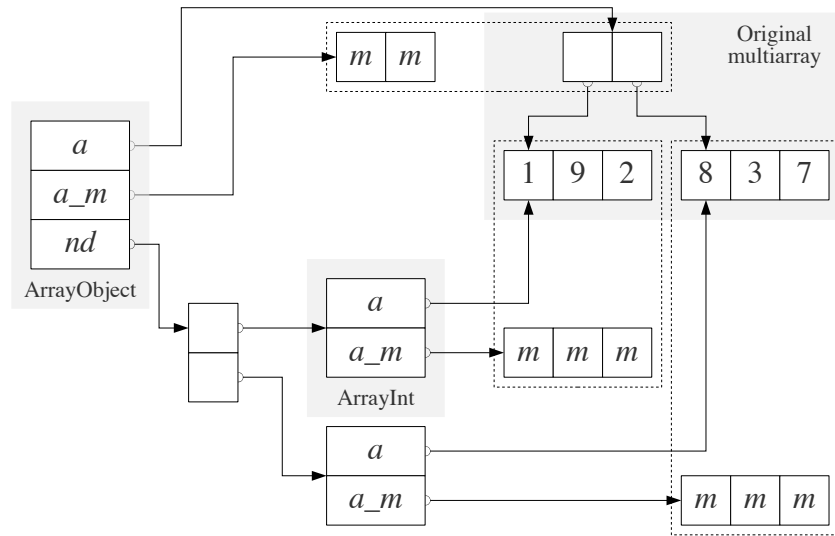 Original
multiarray
m m
a
a_m
nd
ArrayObject
1 9 2
8 3 7
a
a_m
ArrayInt
m m m
a
a_m
m m m